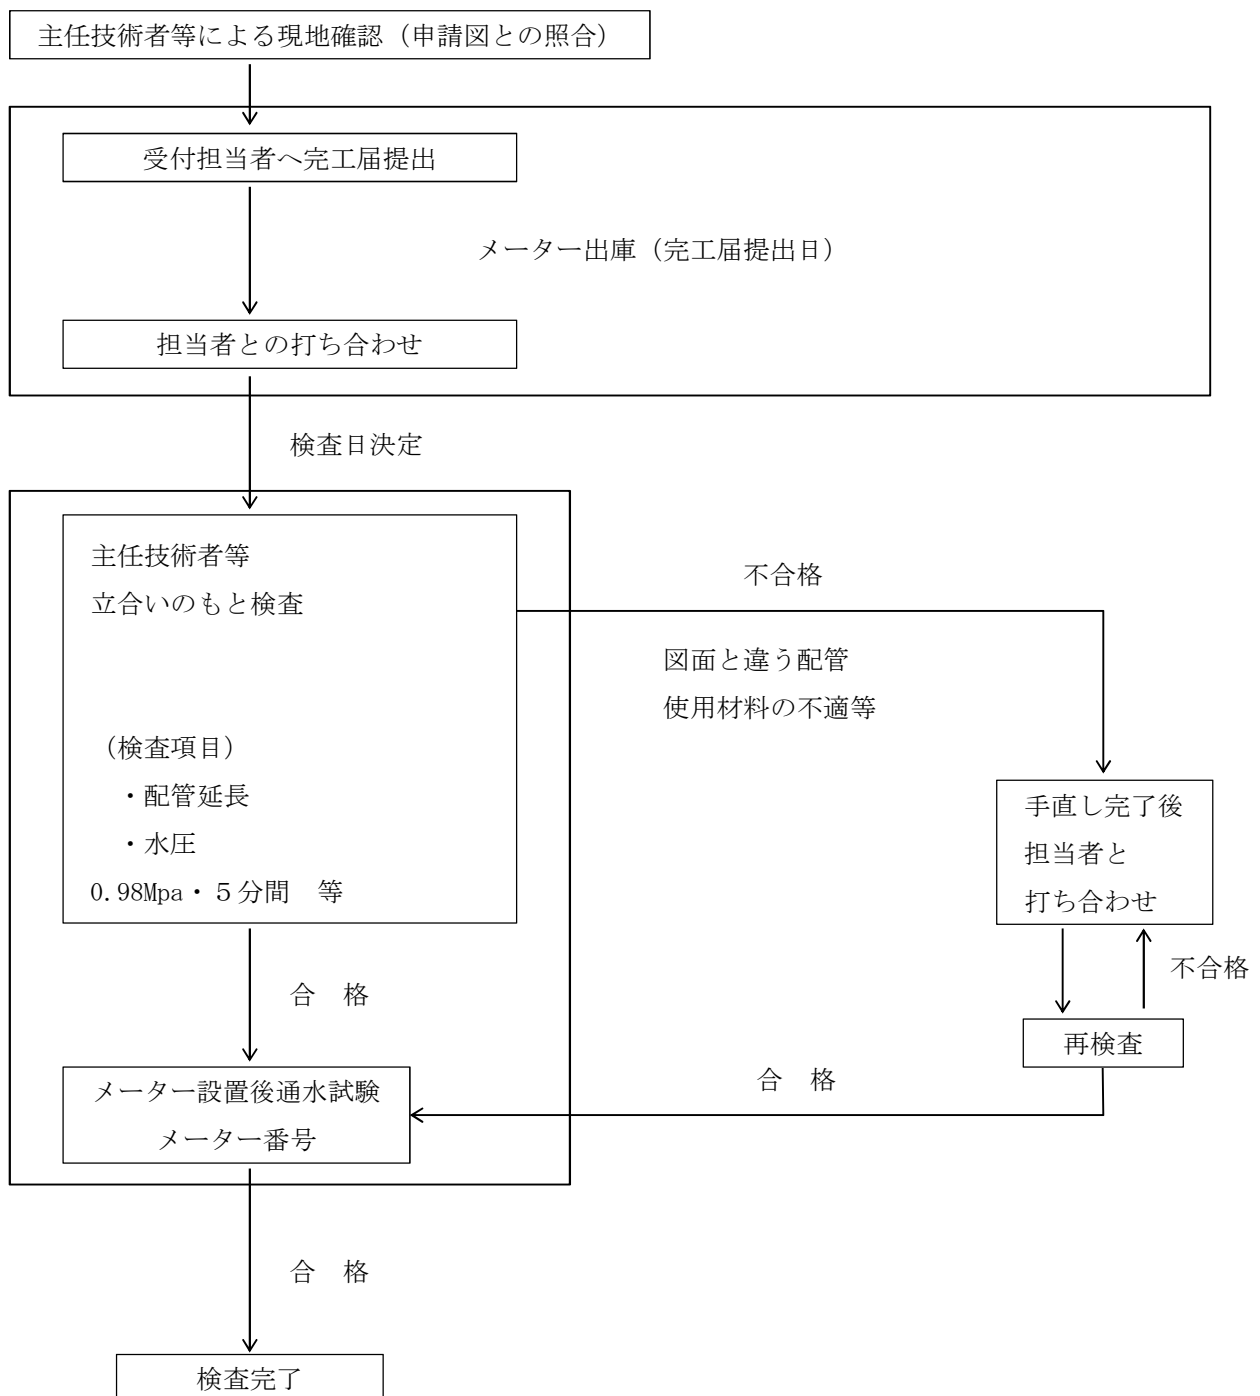 主任技術者等による現地確認（申請図との照合）
受付担当者へ完工届提出
メーター出庫（完工届提出日）
担当者との打ち合わせ
検査日決定
主任技術者等
立合いのもと検査
（検査項目）
・配管延長
・水圧
0.98Mpa・５分間　等
不合格
図面と違う配管
使用材料の不適等
手直し完了後
担当者と
打ち合わせ
不合格
再検査
合　格
合　格
メーター設置後通水試験
メーター番号
合　格
検査完了